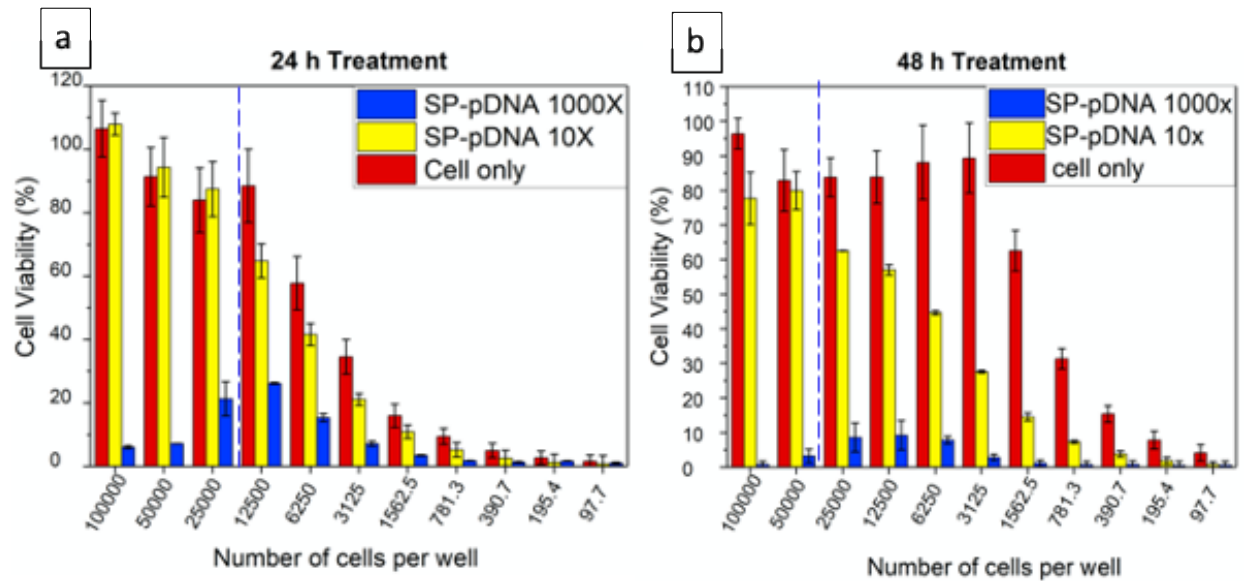 a
24 h Treatment
120
100
80
60
40
20
0
Cell Viability (%)
SP-pDNA 1000X
SP-pDNA 10X
Cell only
100000
50000
25000
12500
6250
3125
1562.5
781.3
390.7
195.4
97.7
Number of cells per well
b
48 h Treatment
110
100
90
80
70
60
50
40
30
20
10
0
Cell Viability (%)
SP-pDNA 1000x
SP-pDNA 10x
cell only
100000
50000
25000
12500
6250
3125
1562.5
781.3
390.7
195.4
97.7
Number of cells per well